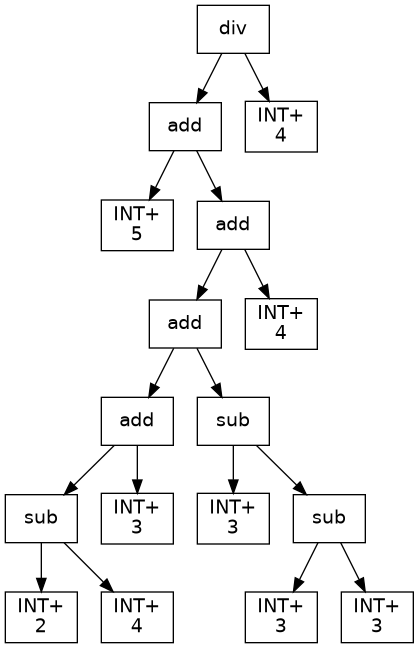 div
add
INT+
4
INT+
5
add
add
INT+
4
add
sub
sub
INT+
3
INT+
3
sub
INT+
2
INT+
4
INT+
3
INT+
3